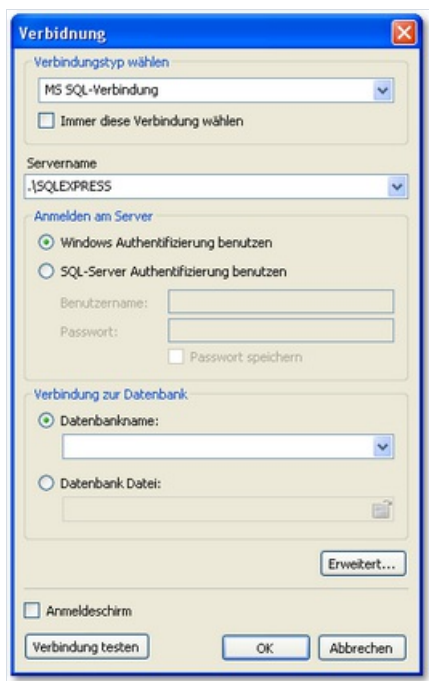 Verbidnung
Verbindungstyp wählen
MS SQL-Verbindung
Immer diese Verbindung wählen
Servername
.\SQLEXPRESS
Anmelden am Server
Windows Authentifizierung benutzen
SQL-Server Authentifizierung benutzen
Benutzername:
Passwort:
Passwort speichern
Verbindung zur Datenbank
Datenbankname:
Datenbank Datei:
Erweitert...
Anmeldeschirm
Verbindung testen OK Abbrechen